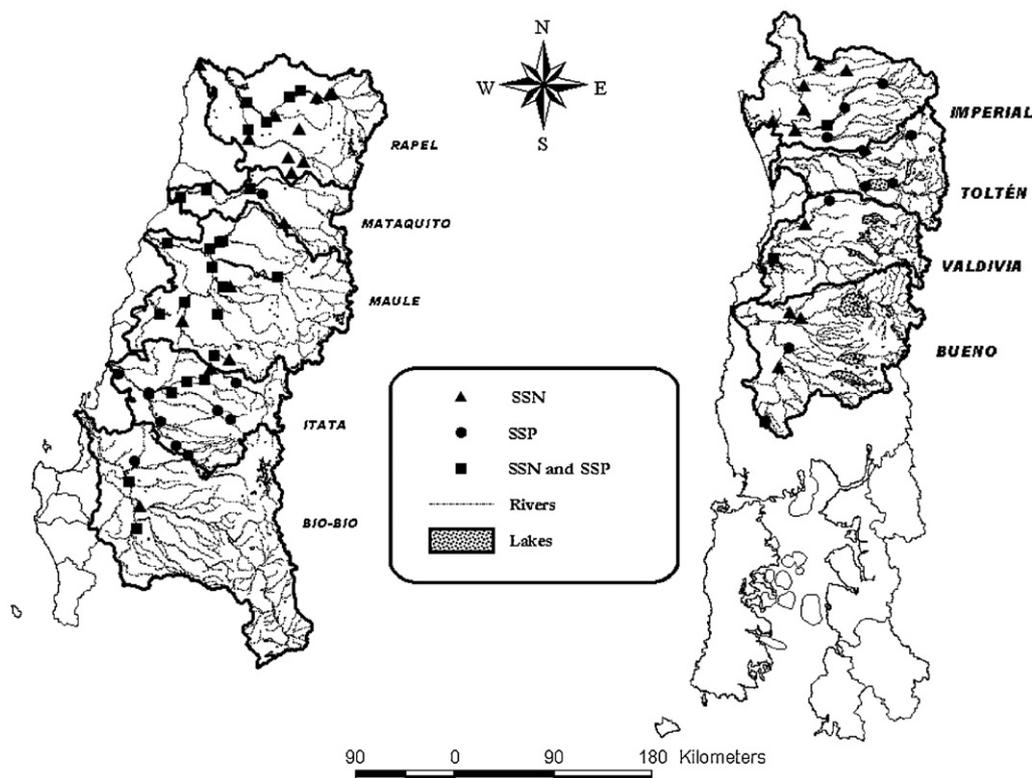 N
W E
S
RAPEL
MATAQUITO
MAULE
ITATA
BIO-BIO
IMPERIAL
TOLTÉN
VALDIVIA
BUENO
SSN
SSP
SSN and SSP
Rivers
Lakes
90 0 90 180 Kilometers